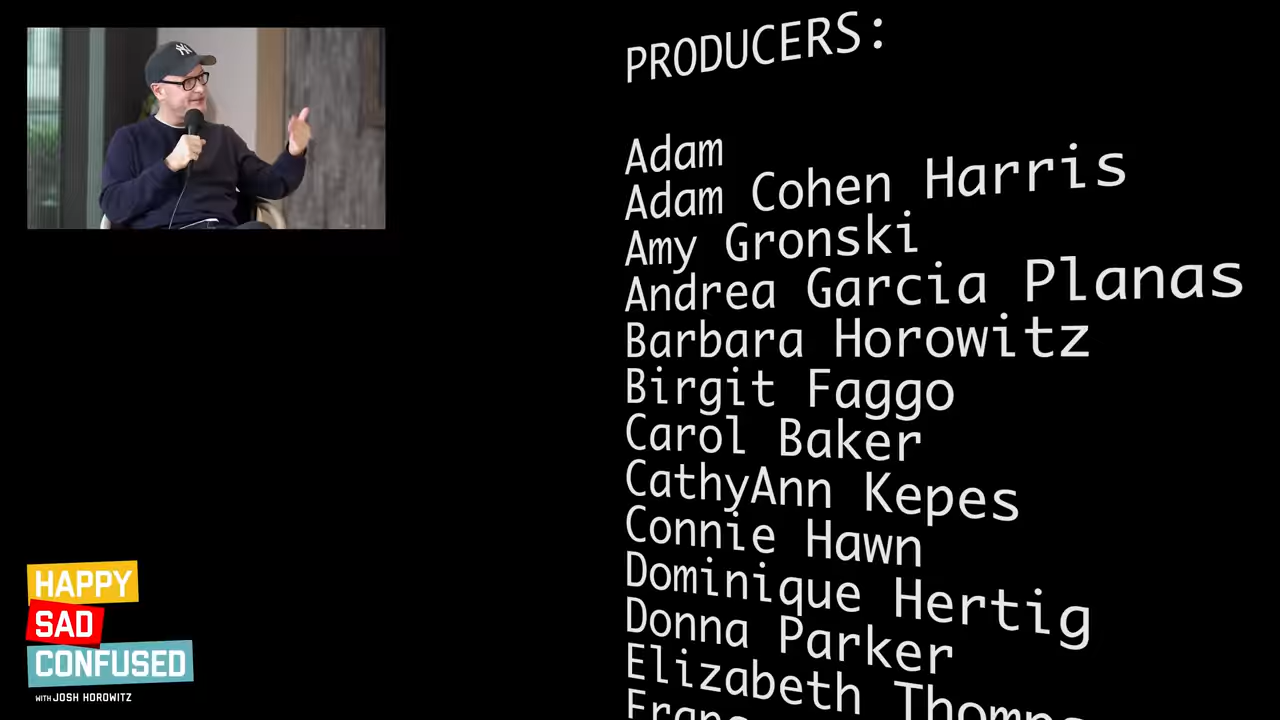 PRODUCERS:
Adam
Adam Cohen Harris
Amy Gronski
Andrea Garcia Planas
Barbara Horowitz
Birgit Faggo
Carol Baker
CathyAnn Kepes
Connie Hawn
Dominique Hertig
Donna Parker
Elizabeth
HAPPY
SAD
CONFUSED
WITH JOSH HOROWITZ